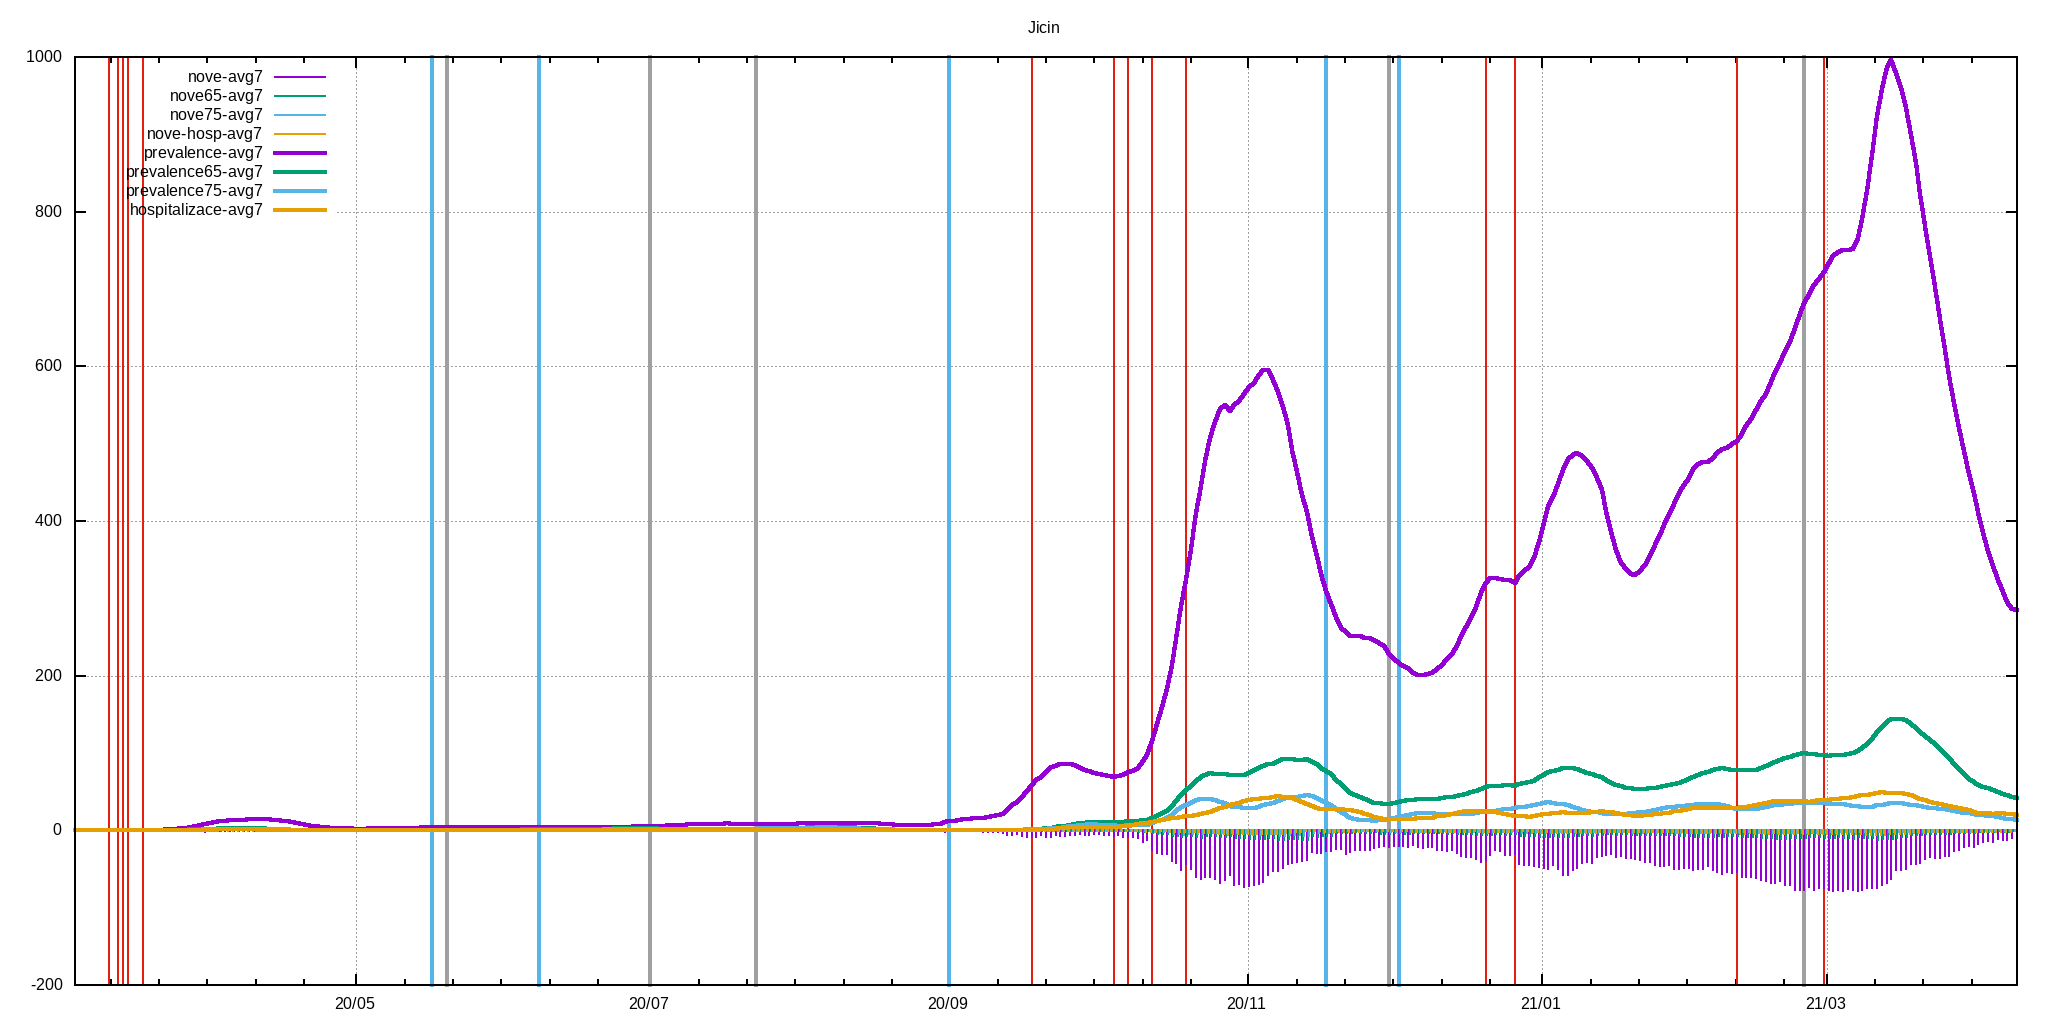 Jicin
1000
800
600
400
200
0
-200
nove-avg7
nove65-avg7
nove75-avg7
nove-hosp-avg7
prevalence-avg7
prevalence65-avg7
prevalence75-avg7
hospitalizace-avg7
20/05 20/07 20/09 20/11 21/01 21/03